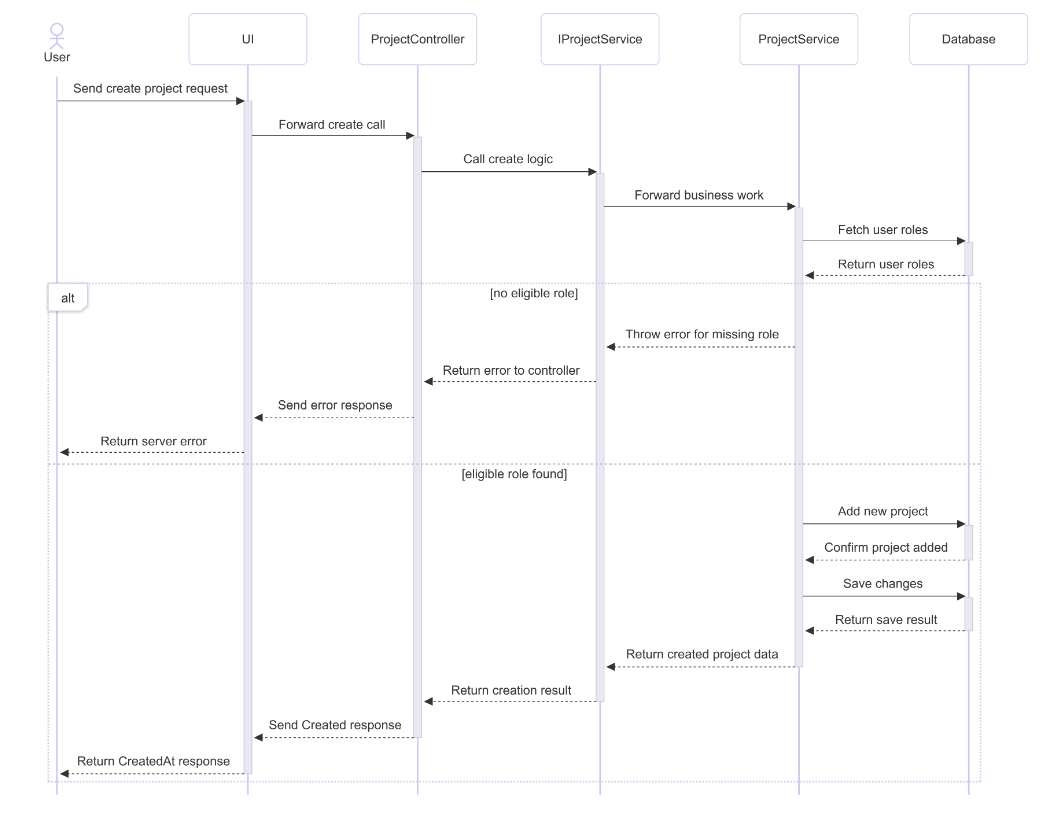 User
UI
ProjectController
IProjectService
ProjectService
Database
Send create project request
Forward create call
Call create logic
Forward business work
Fetch user roles
Return user roles
alt
[no eligible role]
Throw error for missing role
Return error to controller
Send error response
Return server error
[eligible role found]
Add new project
Confirm project added
Save changes
Return save result
Return created project data
Return creation result
Send Created response
Return CreatedAt response